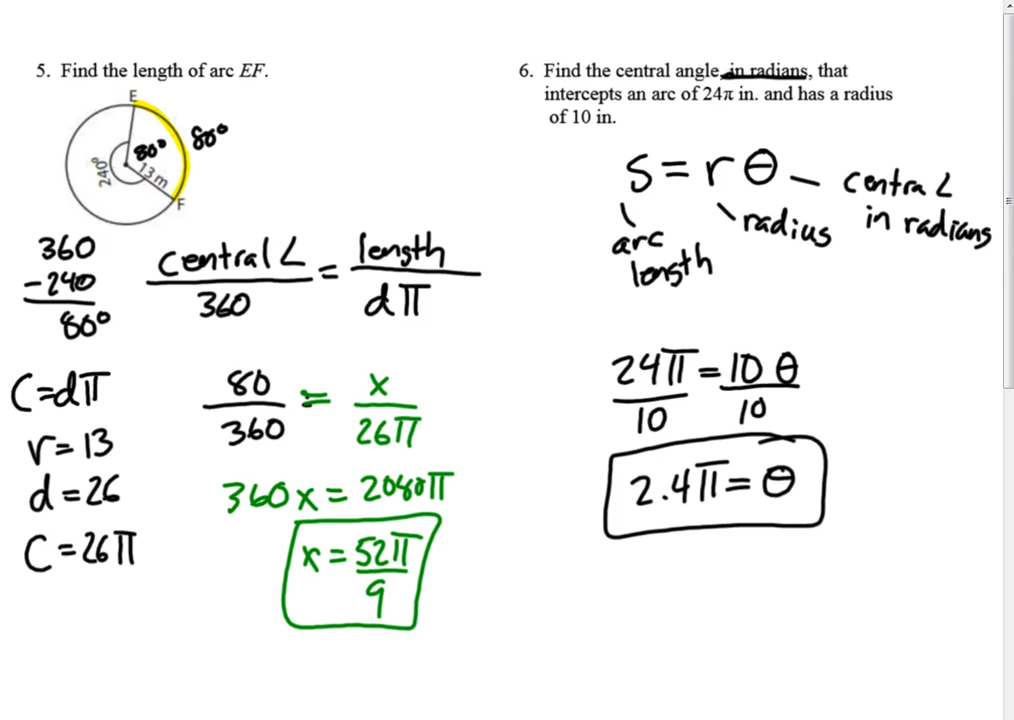 5. Find the length of arc EF.
E
80°
80°
240°
13 m
F
360
-240
80°
central ∠ / 360 = length / dπ
C=dπ
r=13
d=26
C=26π
80/360 = x/26π
360x = 2080π
x = 52π/9
6. Find the central angle, in radians, that
intercepts an arc of 24π in. and has a radius
of 10 in.
s = rθ
central ∠
in radians
radius
arc
length
24π/10 = 10θ/10
2.4π = θ